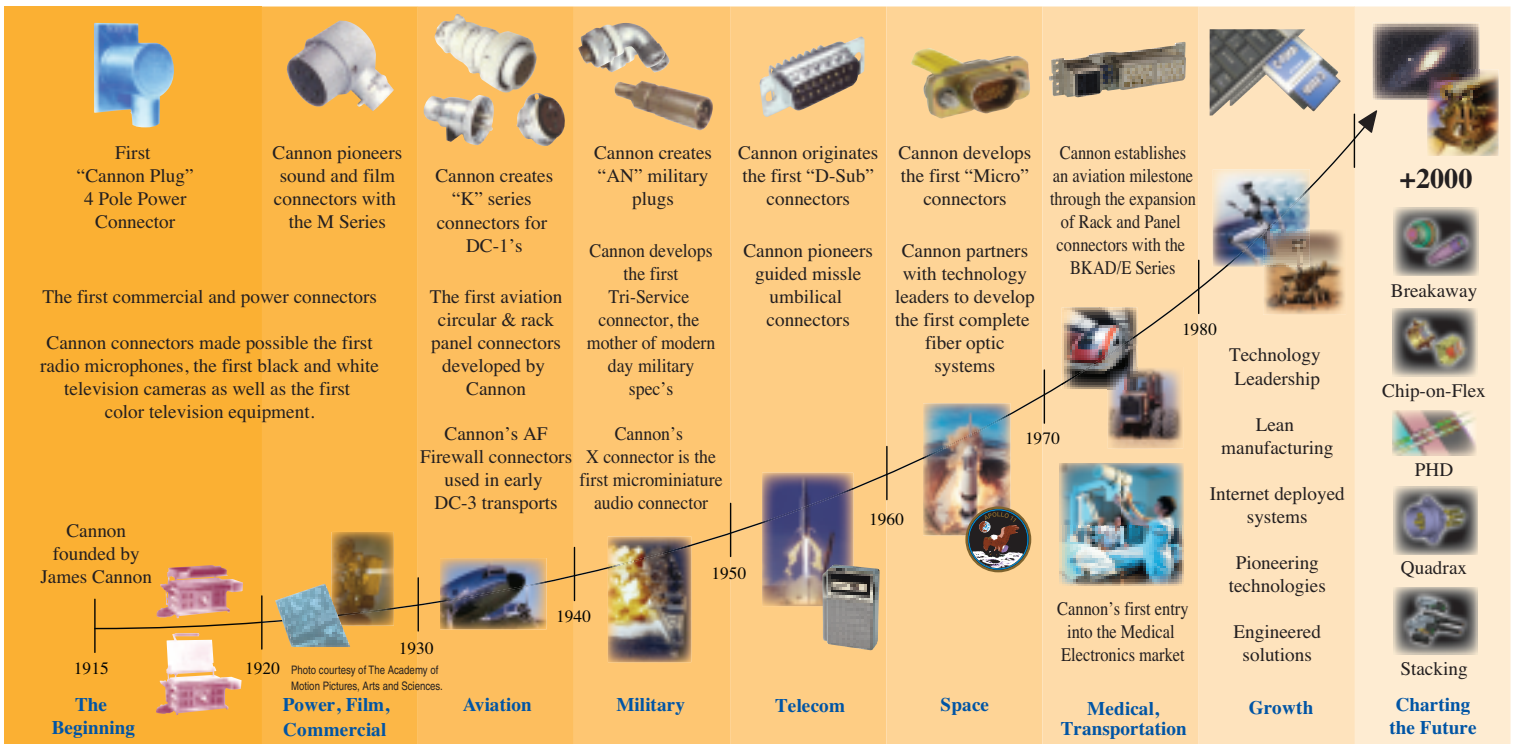 First
“Cannon Plug”
4 Pole Power
Connector
Cannon pioneers
sound and film
connectors with
the M Series
The first commercial and power connectors
Cannon connectors made possible the first
radio microphones, the first black and white
television cameras as well as the first
color television equipment.
Cannon
founded by
James Cannon
1915
1920
Photo courtesy of The Academy of
Motion Pictures, Arts and Sciences.
The
Beginning
Power, Film,
Commercial
Cannon creates
“K” series
connectors for
DC-1’s
The first aviation
circular & rack
panel connectors
developed by
Cannon
Cannon’s AF
Firewall connectors
used in early
DC-3 transports
1930
Aviation
Cannon creates
“AN” military
plugs
Cannon develops
the first
Tri-Service
connector, the
mother of modern
day military
spec’s
Cannon’s
X connector is the
first microminiature
audio connector
1940
Military
Cannon originates
the first “D-Sub”
connectors
Cannon pioneers
guided missle
umbilical
connectors
1950
Telecom
Cannon develops
the first “Micro”
connectors
Cannon partners
with technology
leaders to develop
the first complete
fiber optic
systems
1960
APOLLO 11
Space
Cannon establishes
an aviation milestone
through the expansion
of Rack and Panel
connectors with the
BKAD/E Series
1970
Cannon’s first entry
into the Medical
Electronics market
Medical,
Transportation
1980
Technology
Leadership
Lean
manufacturing
Internet deployed
systems
Pioneering
technologies
Engineered
solutions
Growth
+2000
Breakaway
Chip-on-Flex
PHD
Quadrax
Stacking
Charting
the Future